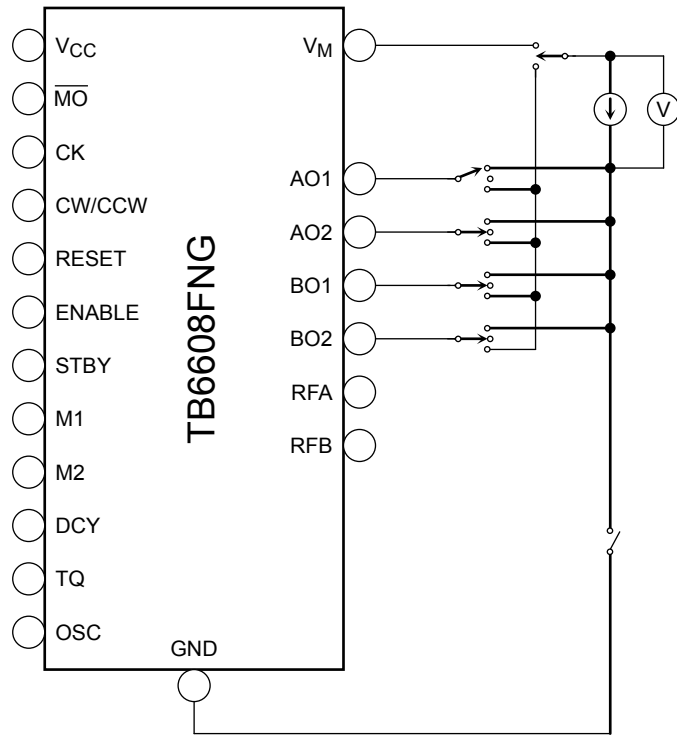 VCC
M̅O̅
CK
CW/CCW
RESET
ENABLE
STBY
M1
M2
DCY
TQ
OSC
TB6608FNG
GND
VM
AO1
AO2
BO1
BO2
RFA
RFB
V